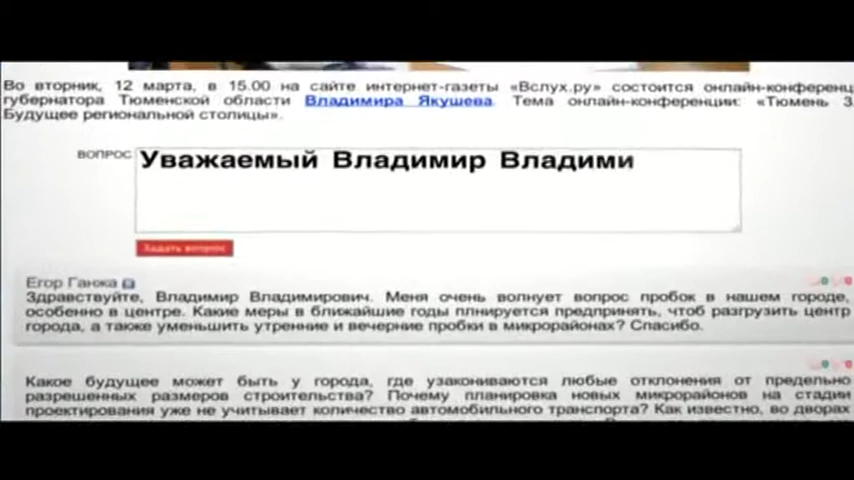 Во вторник, 12 марта, в 15.00 на сайте интернет-газеты «Вслух.ру» состоится онлайн-конференц
губернатора Тюменской области Владимира Якушева. Тема онлайн-конференции: «Тюмень 3
Будущее региональной столицы».
ВОПРОС
Уважаемый Владимир Владими
Задать вопрос
Егор Ганжа
Здравствуйте, Владимир Владимирович. Меня очень волнует вопрос пробок в нашем городе,
особенно в центре. Какие меры в ближайшие годы плнируется предпринять, чтоб разгрузить центр
города, а также уменьшить утренние и вечерние пробки в микрорайонах? Спасибо.
Какое будущее может быть у города, где узакониваются любые отклонения от предельно
разрешенных размеров строительства? Почему планировка новых микрорайонов на стадии
проектирования уже не учитывает количество автомобильного транспорта? Как известно, во дворах